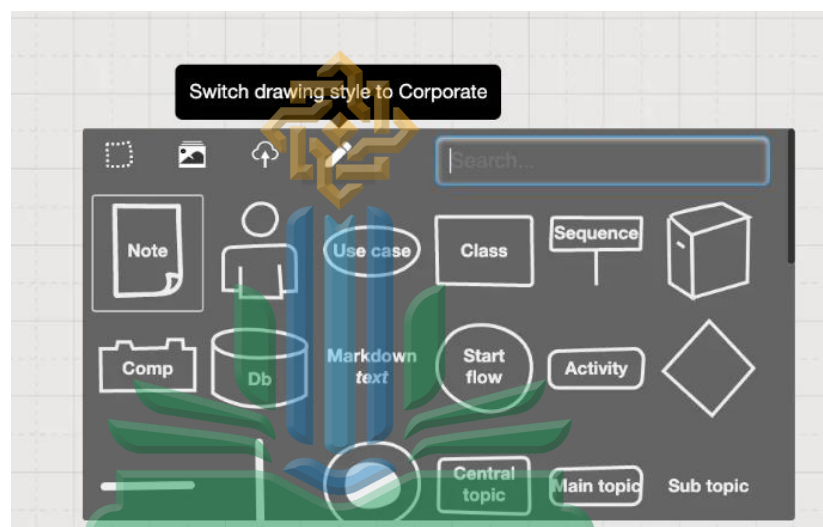 Switch drawing style to Corporate
Search...
Note
Use case
Class
Sequence
Comp
Db
Markdown
text
Start
flow
Activity
Central
topic
Main topic
Sub topic